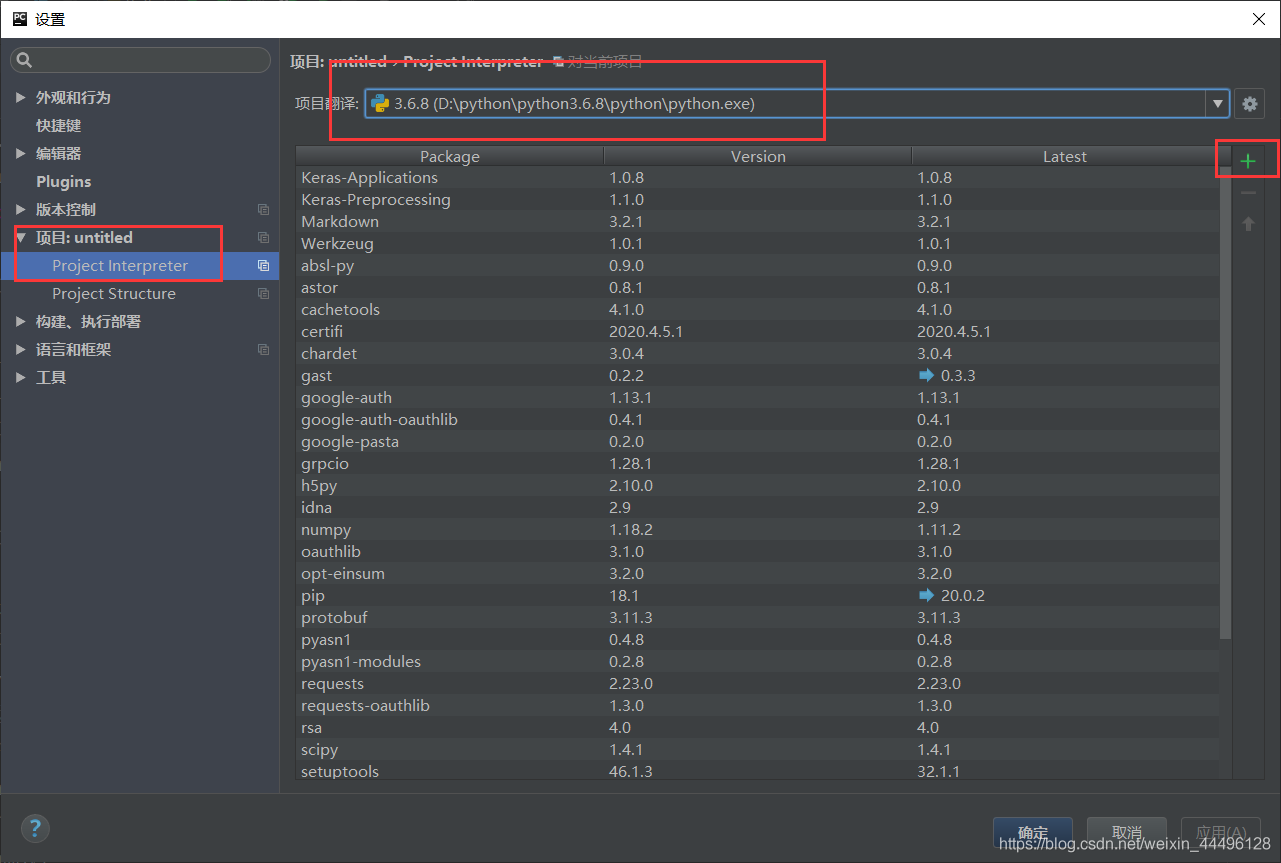 PC 设置
项目: untitled › Project Interpreter 对当前项目
外观和行为
快捷键
编辑器
Plugins
版本控制
项目: untitled
Project Interpreter
Project Structure
构建、执行部署
语言和框架
工具
项目翻译: 3.6.8 (D:\python\python3.6.8\python\python.exe)
Package Version Latest
Keras-Applications 1.0.8 1.0.8
Keras-Preprocessing 1.1.0 1.1.0
Markdown 3.2.1 3.2.1
Werkzeug 1.0.1 1.0.1
absl-py 0.9.0 0.9.0
astor 0.8.1 0.8.1
cachetools 4.1.0 4.1.0
certifi 2020.4.5.1 2020.4.5.1
chardet 3.0.4 3.0.4
gast 0.2.2 0.3.3
google-auth 1.13.1 1.13.1
google-auth-oauthlib 0.4.1 0.4.1
google-pasta 0.2.0 0.2.0
grpcio 1.28.1 1.28.1
h5py 2.10.0 2.10.0
idna 2.9 2.9
numpy 1.18.2 1.11.2
oauthlib 3.1.0 3.1.0
opt-einsum 3.2.0 3.2.0
pip 18.1 20.0.2
protobuf 3.11.3 3.11.3
pyasn1 0.4.8 0.4.8
pyasn1-modules 0.2.8 0.2.8
requests 2.23.0 2.23.0
requests-oauthlib 1.3.0 1.3.0
rsa 4.0 4.0
scipy 1.4.1 1.4.1
setuptools 46.1.3 32.1.1
? 确定 取消 应用(A)
https://blog.csdn.net/weixin_44496128